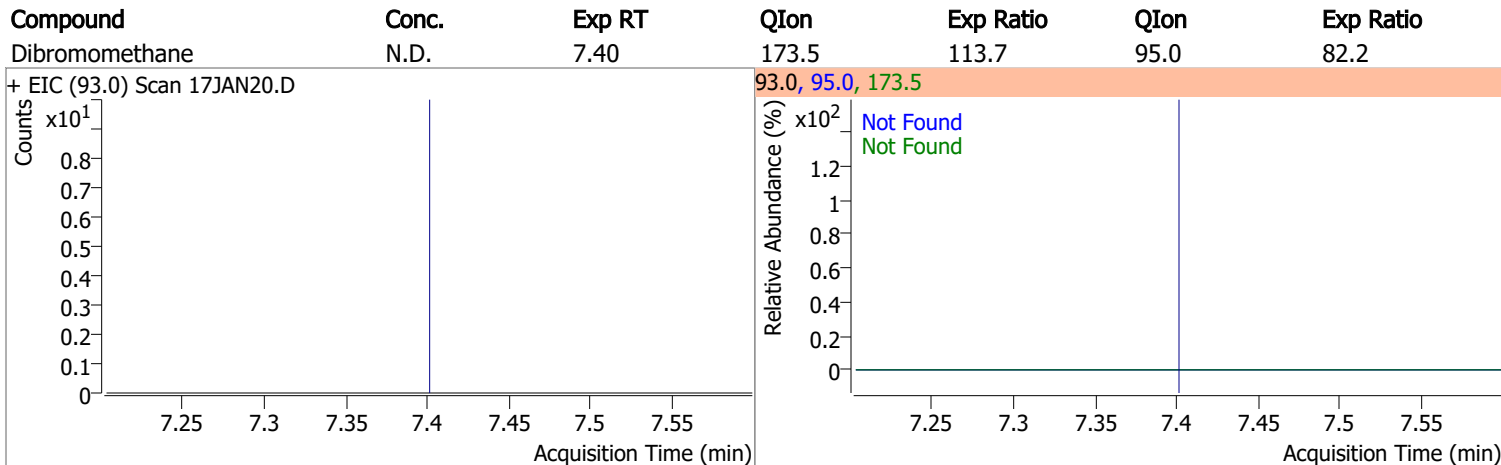 Compound Conc. Exp RT QIon Exp Ratio QIon Exp Ratio
Dibromomethane N.D. 7.40 173.5 113.7 95.0 82.2
+ EIC (93.0) Scan 17JAN20.D
Counts
x10¹
0.8
0.7
0.6
0.5
0.4
0.3
0.2
0.1
0
7.25 7.3 7.35 7.4 7.45 7.5 7.55
Acquisition Time (min)
93.0, 95.0, 173.5
Relative Abundance (%)
x10²
Not Found
Not Found
1.2
1
0.8
0.6
0.4
0.2
0
7.25 7.3 7.35 7.4 7.45 7.5 7.55
Acquisition Time (min)